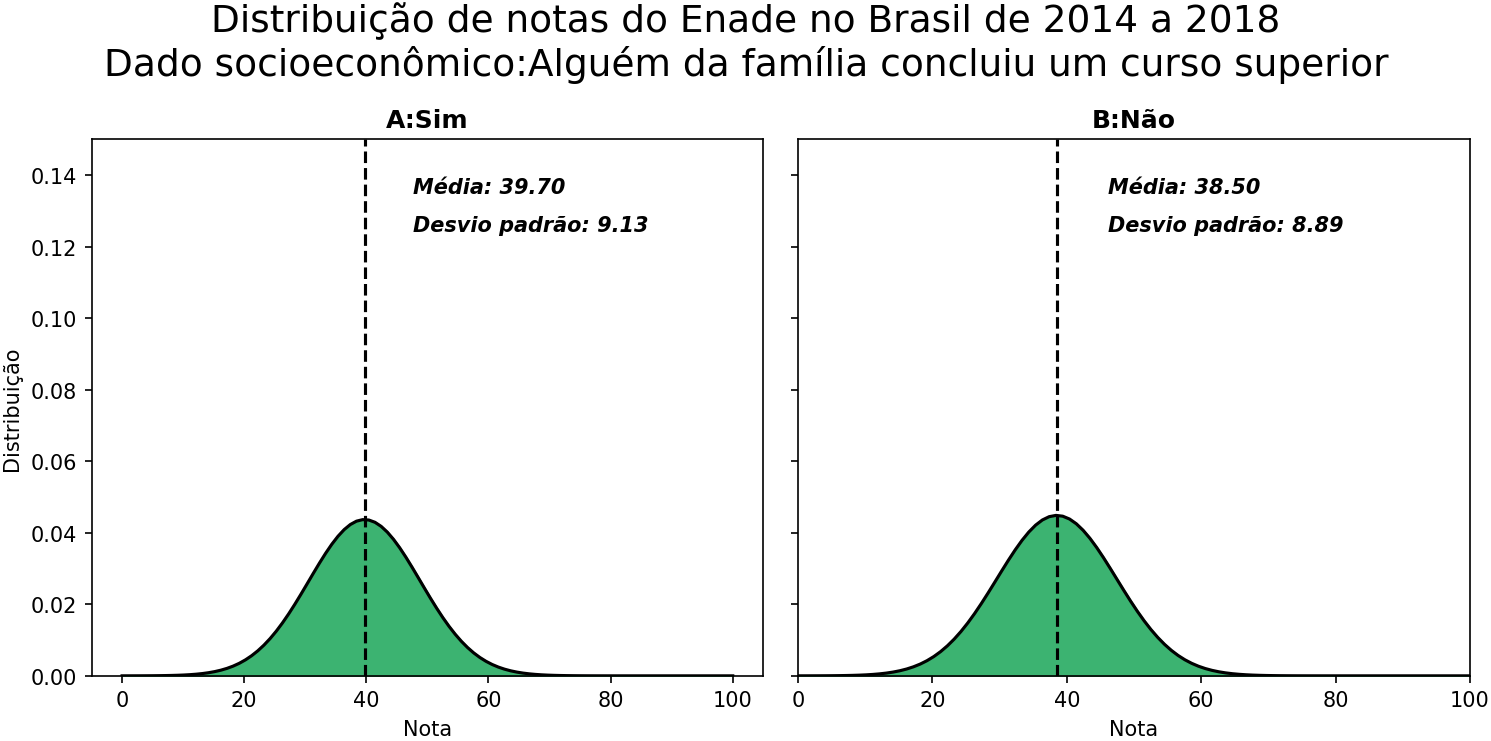 Distribuição de notas do Enade no Brasil de 2014 a 2018
Dado socioeconômico:Alguém da família concluiu um curso superior
A:Sim
Média: 39.70
Desvio padrão: 9.13
Distribuição
0.14
0.12
0.10
0.08
0.06
0.04
0.02
0.00
0 20 40 60 80 100
Nota
B:Não
Média: 38.50
Desvio padrão: 8.89
0 20 40 60 80 100
Nota